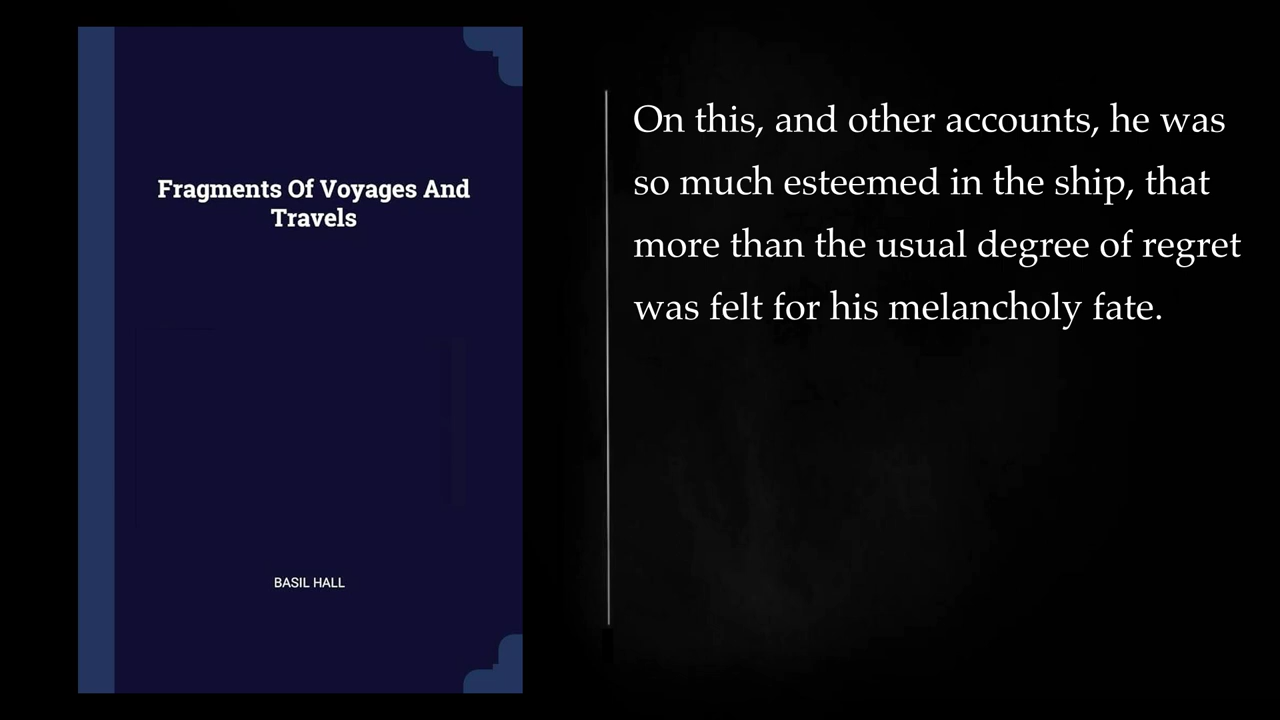 Fragments Of Voyages And
Travels
BASIL HALL
On this, and other accounts, he was
so much esteemed in the ship, that
more than the usual degree of regret
was felt for his melancholy fate.